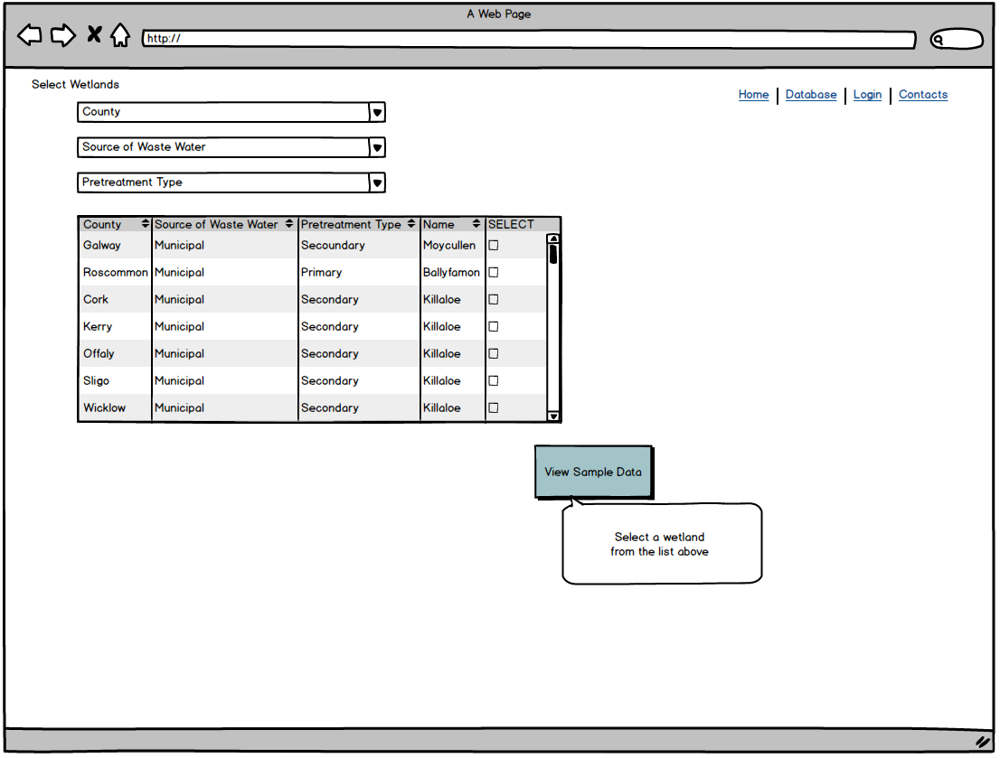 A Web Page
http://
Select Wetlands
Home Database Login Contacts
County
Source of Waste Water
Pretreatment Type
County Source of Waste Water Pretreatment Type Name SELECT
Galway Municipal Secoundary Moycullen
Roscommon Municipal Primary Ballyfamon
Cork Municipal Secondary Killaloe
Kerry Municipal Secondary Killaloe
Offaly Municipal Secondary Killaloe
Sligo Municipal Secondary Killaloe
Wicklow Municipal Secondary Killaloe
View Sample Data
Select a wetland
from the list above